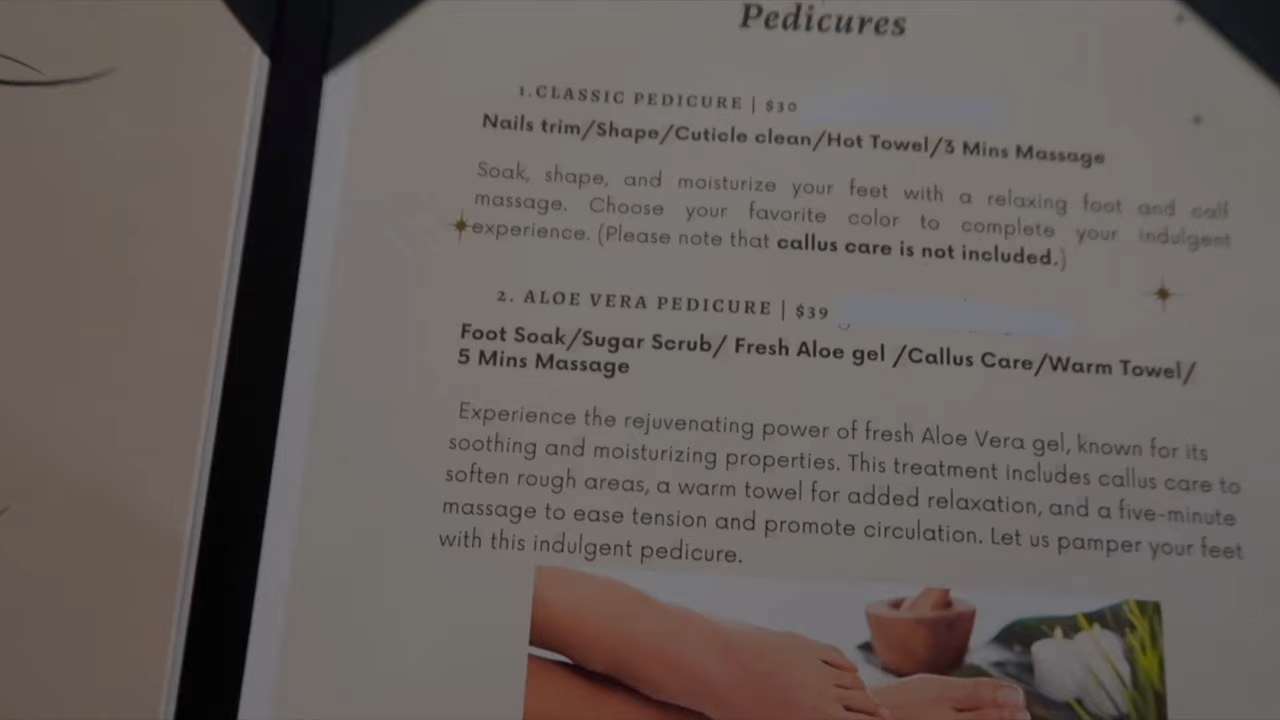 Pedicures
1.CLASSIC PEDICURE | $30
Nails trim/Shape/Cuticle clean/Hot Towel/3 Mins Massage
Soak, shape, and moisturize your feet with a relaxing foot and calf
massage. Choose your favorite color to complete your indulgent
experience. (Please note that callus care is not included.)
2. ALOE VERA PEDICURE | $39
Foot Soak/Sugar Scrub/ Fresh Aloe gel /Callus Care/Warm Towel/
5 Mins Massage
Experience the rejuvenating power of fresh Aloe Vera gel, known for its
soothing and moisturizing properties. This treatment includes callus care to
soften rough areas, a warm towel for added relaxation, and a five-minute
massage to ease tension and promote circulation. Let us pamper your feet
with this indulgent pedicure.